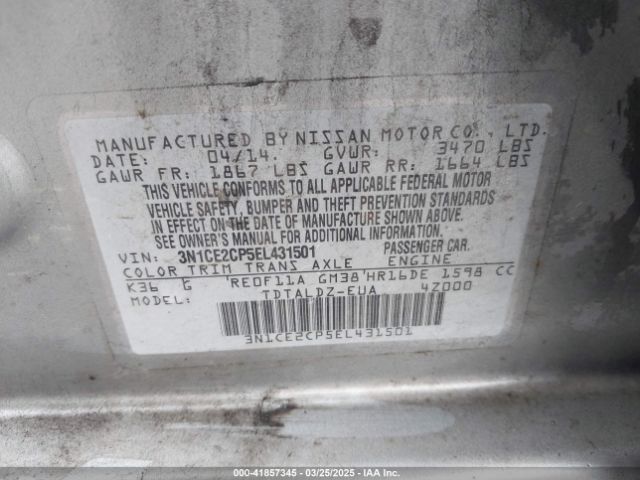 MANUFACTURED BY NISSAN MOTOR CO., LTD.
DATE: 04/14. GVWR: 3470 LBS
GAWR FR: 1867 LBS GAWR RR: 1664 LBS
THIS VEHICLE CONFORMS TO ALL APPLICABLE FEDERAL MOTOR
VEHICLE SAFETY, BUMPER AND THEFT PREVENTION STANDARDS
IN EFFECT ON THE DATE OF MANUFACTURE SHOWN ABOVE.
SEE OWNER'S MANUAL FOR ADDITIONAL INFORMATION.
VIN: 3N1CE2CP5EL431501 PASSENGER CAR.
COLOR TRIM TRANS AXLE ENGINE
K36 G RE0F11A GM38 HR16DE 1598 CC
MODEL: TDTALDZ-EUA 4Z000
3N1CE2CP5EL431501
000-41857345 | 03/25/2025 | IAA Inc.